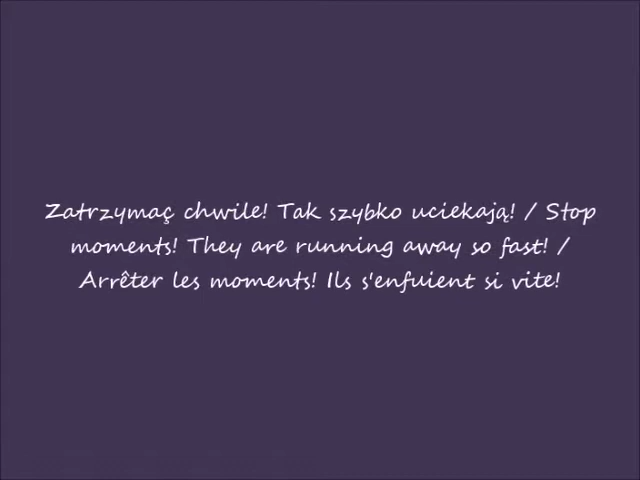 Zatrzymaç chwile! Tak szybko uciekają! / Stop
moments! They are running away so fast! /
Arrêter les moments! Ils s'enfuient si vite!